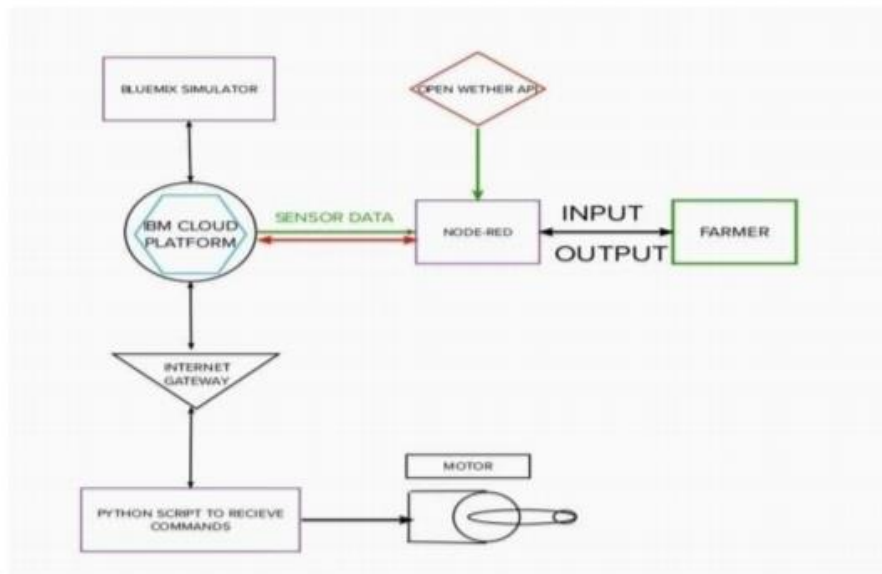 BLUEMIX SIMULATOR
OPEN WETHER API
IBM CLOUD
PLATFORM
SENSOR DATA
NODE-RED
INPUT
OUTPUT
FARMER
INTERNET
GATEWAY
MOTOR
PYTHON SCRIPT TO RECIEVE
COMMANDS